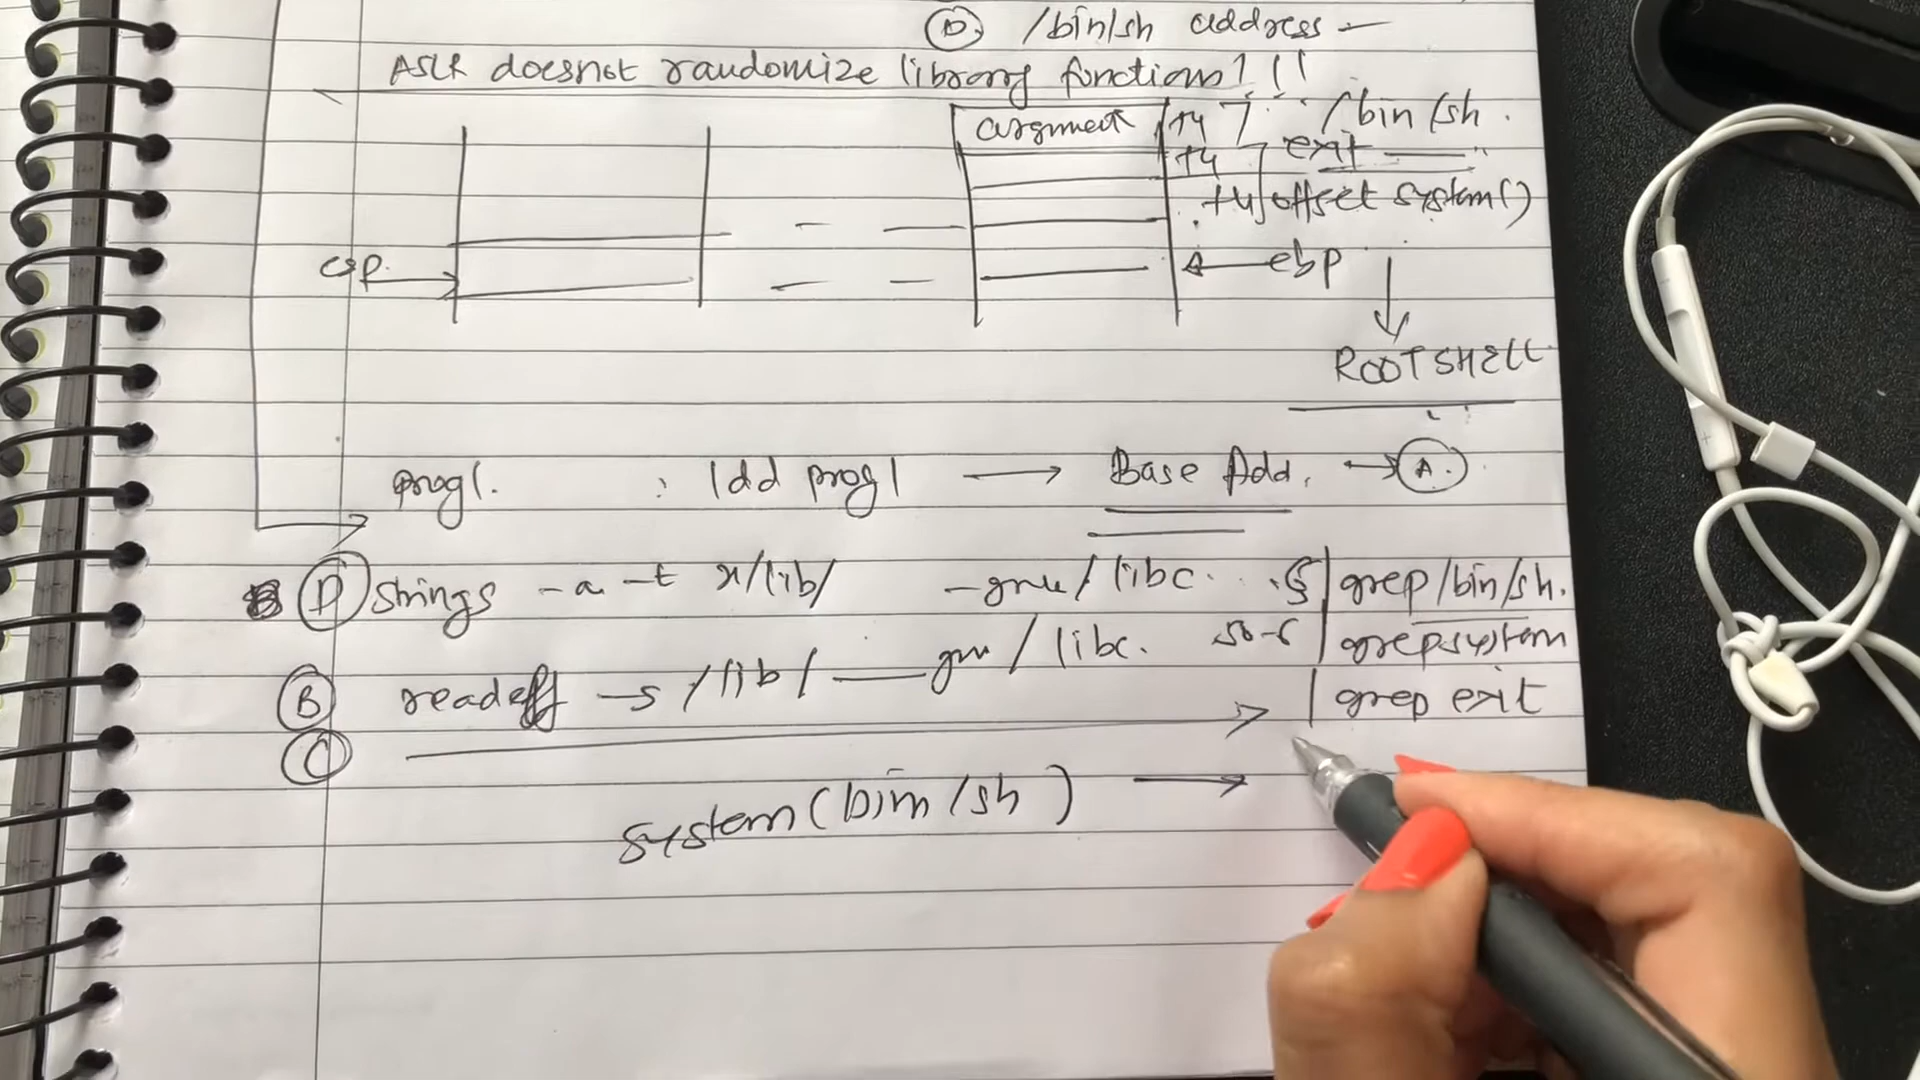 D. /bin/sh address -
ASLR doesnot randomize library functions!!!
argument +4 /bin/sh.
+4 exit "
+4 offset system()
esp ebp
ROOTSHELL
prog1. : ldd prog1 → Base Add. → A.
D strings -a -t x/lib/ -gnu/libc. .6 | grep /bin/sh.
B readelf -s /lib/ — gnu/libc. so-6 | grep system
C → | grep exit
system(bin/sh) →